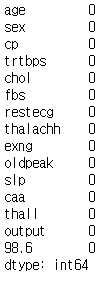 age 0
sex 0
cp 0
trtbps 0
chol 0
fbs 0
restecg 0
thalachh 0
exng 0
oldpeak 0
slp 0
caa 0
thall 0
output 0
98.6 0
dtype: int64